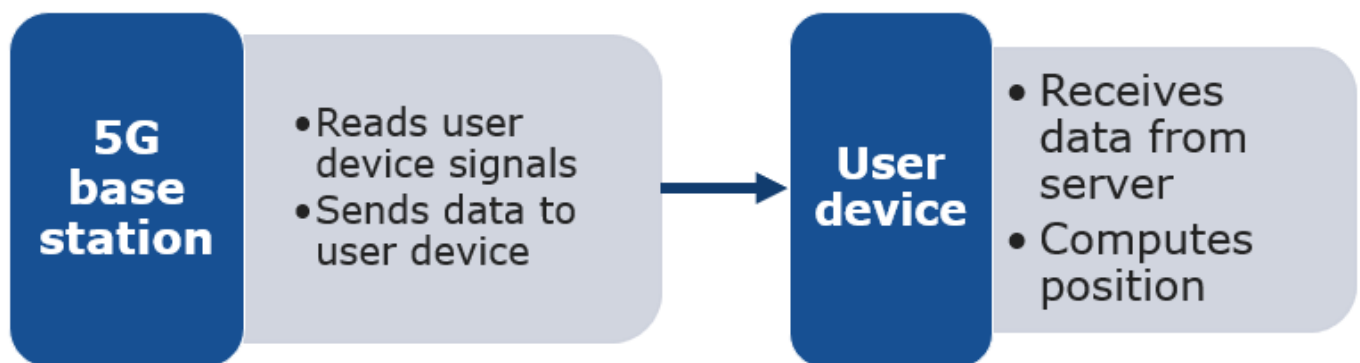 5G
base
station
•Reads user
device signals
•Sends data to
user device
User
device
• Receives
data from
server
• Computes
position